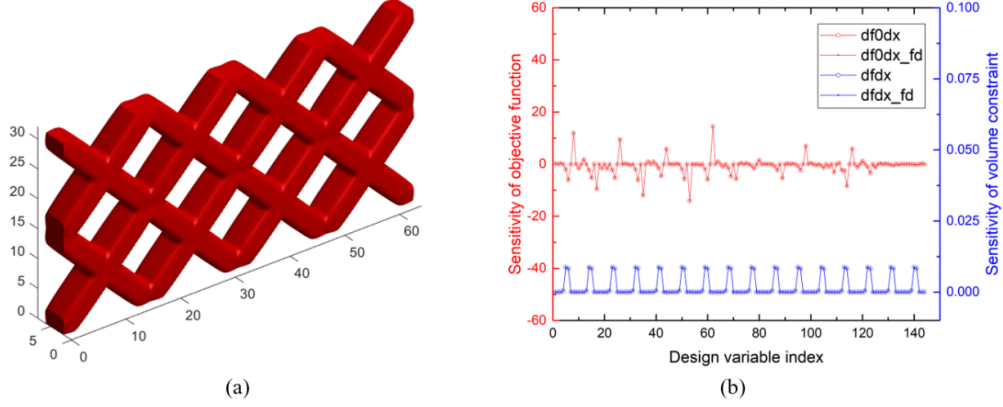 30
25
20
15
10
5
0
5
0
0
10
20
30
40
50
60
(a)
Sensitivity of objective function
60
40
20
0
-20
-40
-60
df0dx
df0dx_fd
dfdx
dfdx_fd
0.100
0.075
0.050
0.025
0.000
Sensitivity of volume constraint
0 20 40 60 80 100 120 140
Design variable index
(b)